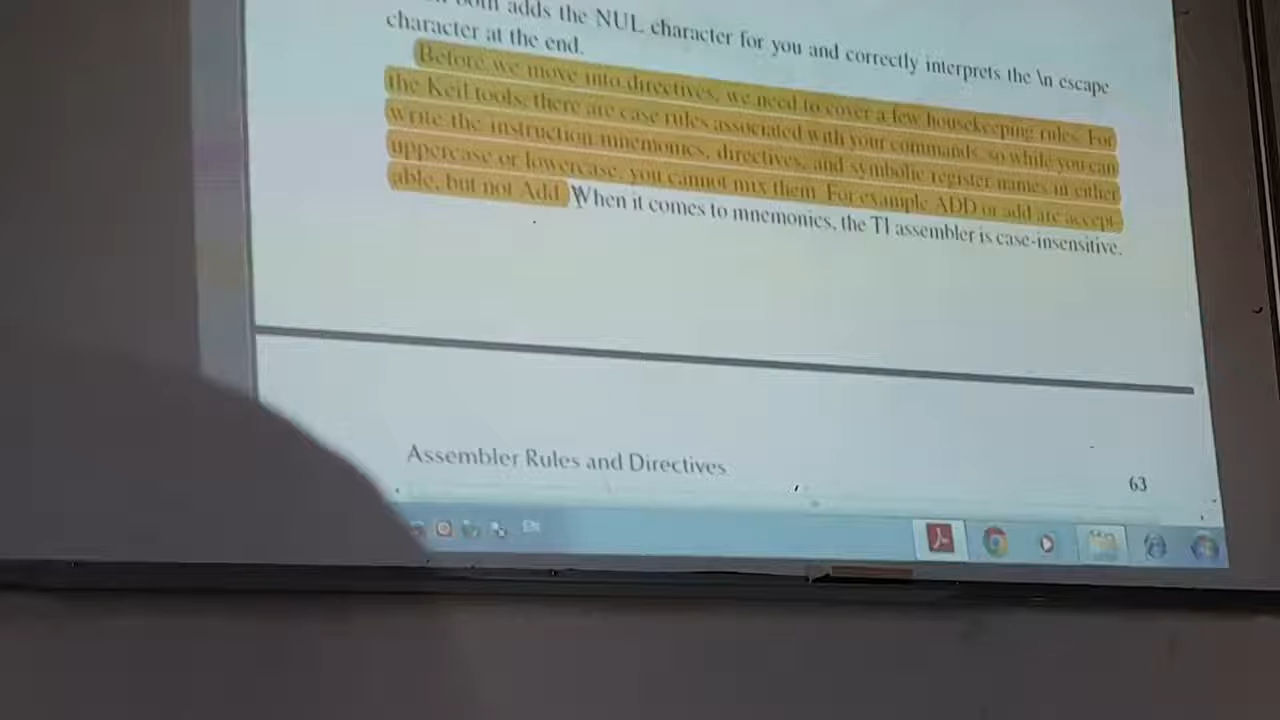 both adds the NUL character for you and correctly interprets the \n escape
character at the end.
Before we move into directives, we need to cover a few housekeeping rules. For
the Keil tools, there are case rules associated with your commands, so while you can
write the instruction mnemonics, directives, and symbolic register names in either
uppercase or lowercase, you cannot mix them. For example ADD or add are accept-
able, but not Add. When it comes to mnemonics, the TI assembler is case-insensitive.
Assembler Rules and Directives
63